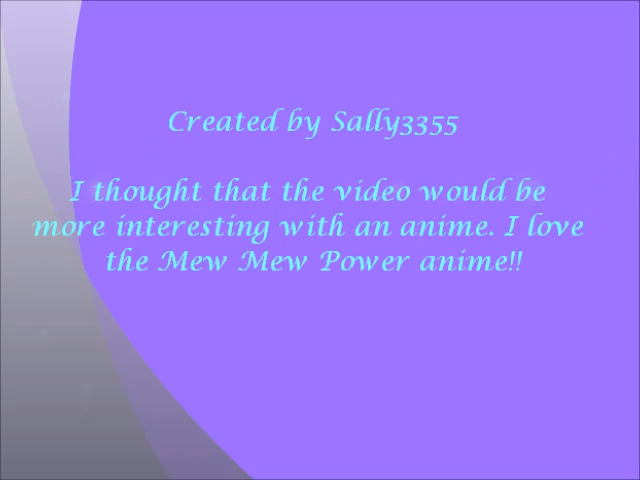 Created by Sally3355
I thought that the video would be
more interesting with an anime. I love
the Mew Mew Power anime!!